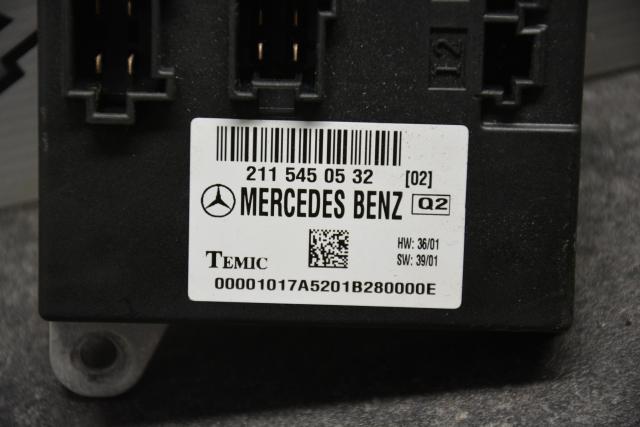 12
211 545 05 32 [02]
MERCEDES BENZ Q2
HW: 36/01
SW: 39/01
TEMIC
00001017A5201B280000E